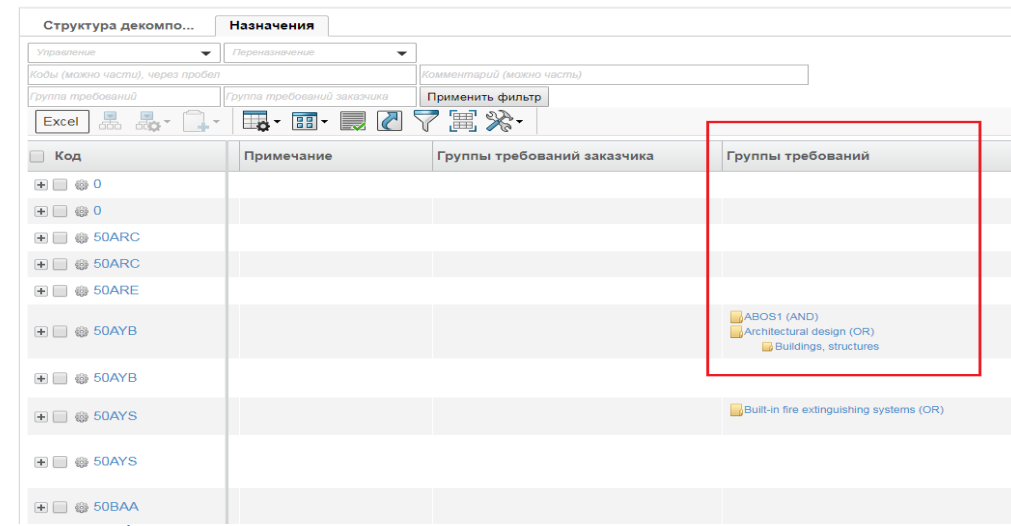 Структура декомпо... Назначения
Управление Переназначение
Коды (можно части), через пробел Комментарий (можно часть)
Группа требований Группа требований заказчика Применить фильтр
Excel
Код Примечание Группы требований заказчика Группы требований
0
0
50ARC
50ARC
50ARE
ABOS1 (AND)
50AYB Architectural design (OR)
Buildings, structures
50AYB
50AYS Built-in fire extinguishing systems (OR)
50AYS
50BAA